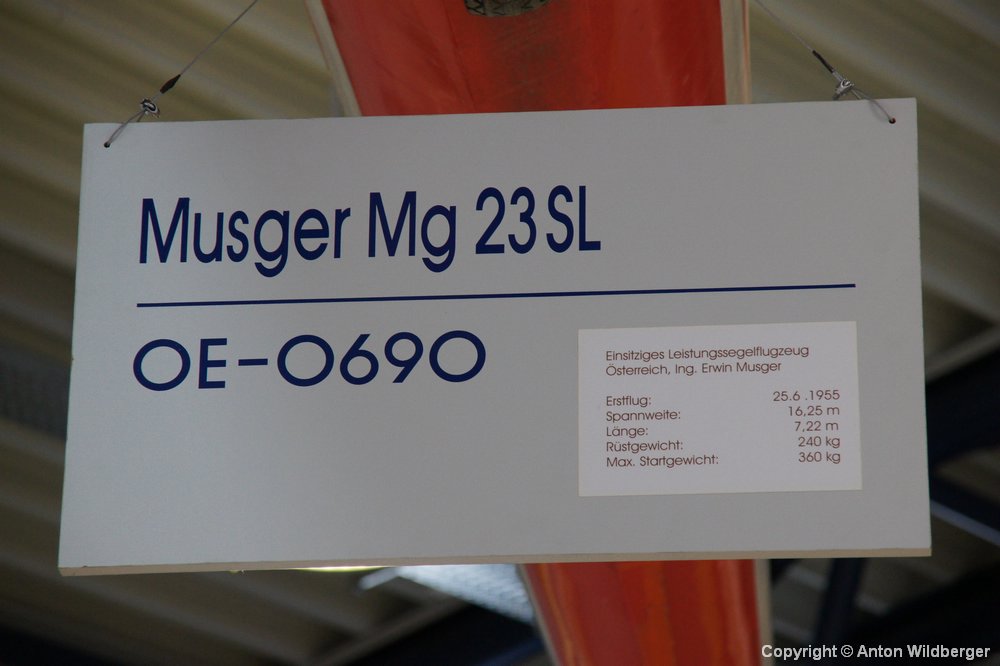 Musger Mg 23 SL
OE-0690
Einsitziges Leistungssegelflugzeug
Österreich, Ing. Erwin Musger
Erstflug: 25.6 .1955
Spannweite: 16,25 m
Länge: 7,22 m
Rüstgewicht: 240 kg
Max. Startgewicht: 360 kg
Copyright © Anton Wildberger